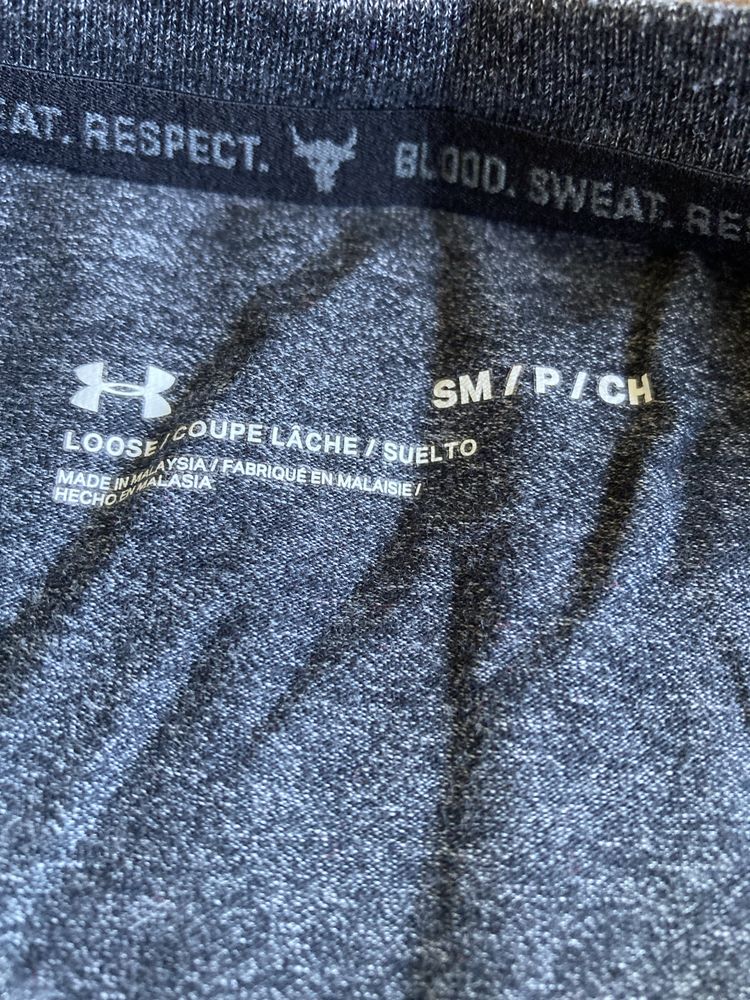 EAT. RESPECT. BLOOD. SWEAT. RE
SM / P / CH
LOOSE / COUPE LÂCHE / SUELTO
MADE IN MALAYSIA / FABRIQUÉ EN MALAISIE /
HECHO EN MALASIA